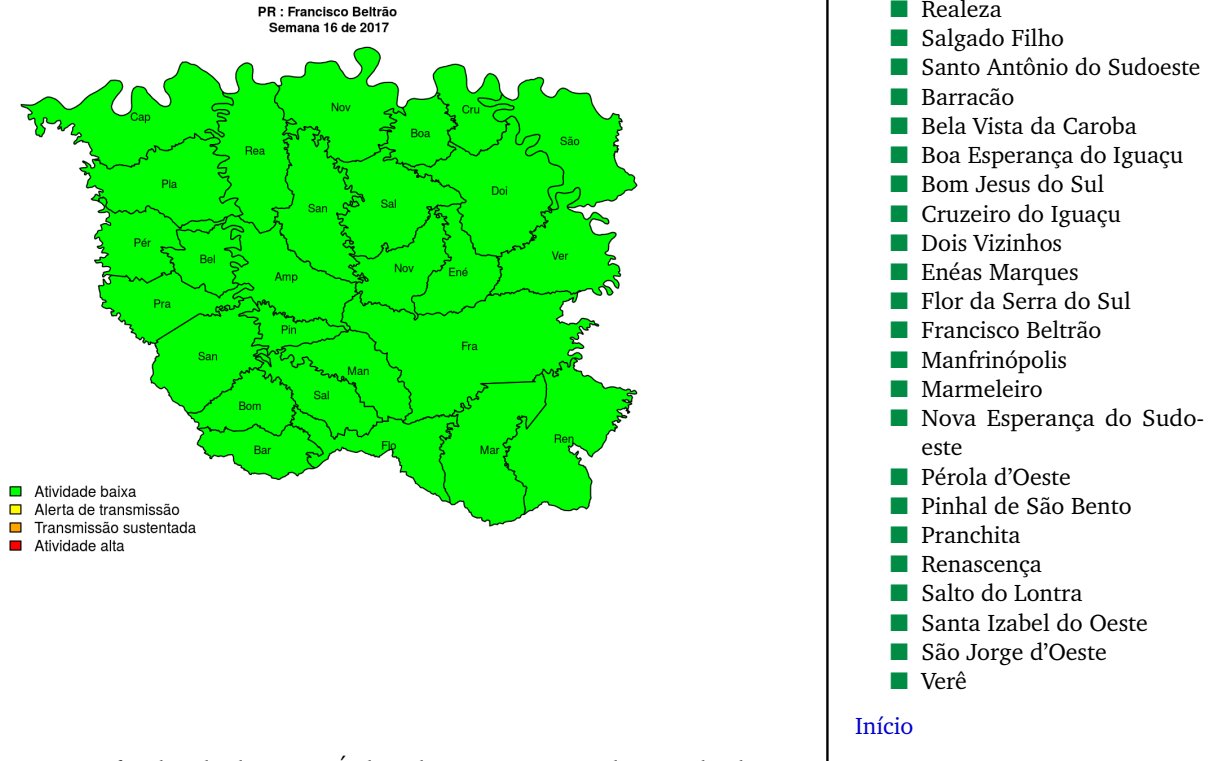 PR : Francisco Beltrão
Semana 16 de 2017
Cap
Nov
Cru
Boa
São
Rea
Pla
Doi
San
Sal
Pér
Bel
Ver
Nov
Ené
Amp
Pra
Pin
Fra
San
Man
Sal
Bom
Ren
Flo
Bar
Mar
Atividade baixa
Alerta de transmissão
Transmissão sustentada
Atividade alta
Realeza
Salgado Filho
Santo Antônio do Sudoeste
Barracão
Bela Vista da Caroba
Boa Esperança do Iguaçu
Bom Jesus do Sul
Cruzeiro do Iguaçu
Dois Vizinhos
Enéas Marques
Flor da Serra do Sul
Francisco Beltrão
Manfrinópolis
Marmeleiro
Nova Esperança do Sudo-
este
Pérola d'Oeste
Pinhal de São Bento
Pranchita
Renascença
Salto do Lontra
Santa Izabel do Oeste
São Jorge d'Oeste
Verê
Início